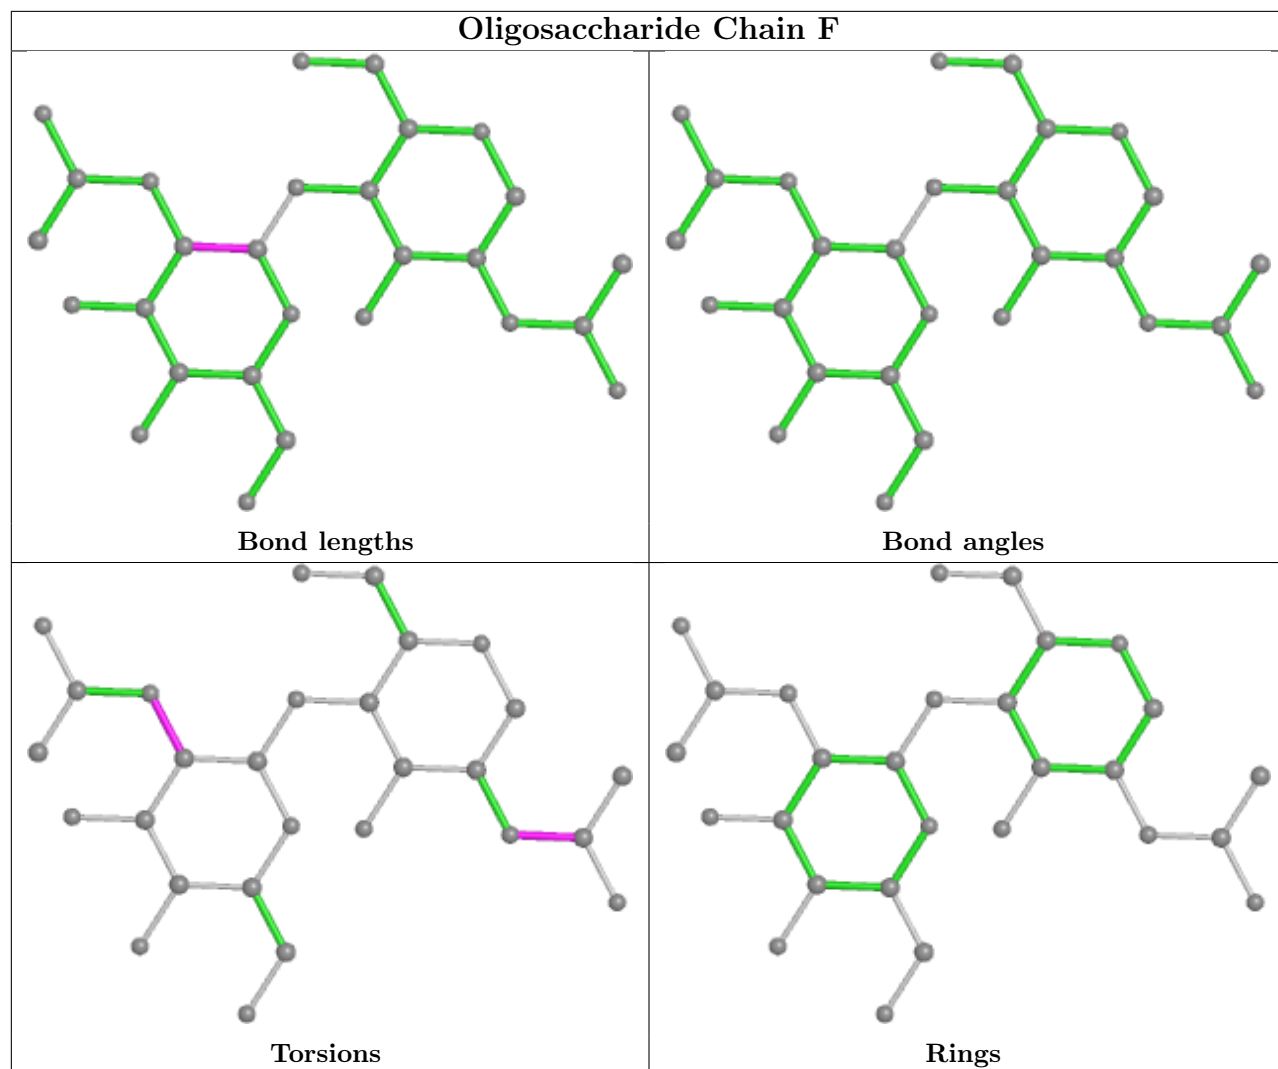 Oligosaccharide Chain F
Bond lengths
Bond angles
Torsions
Rings